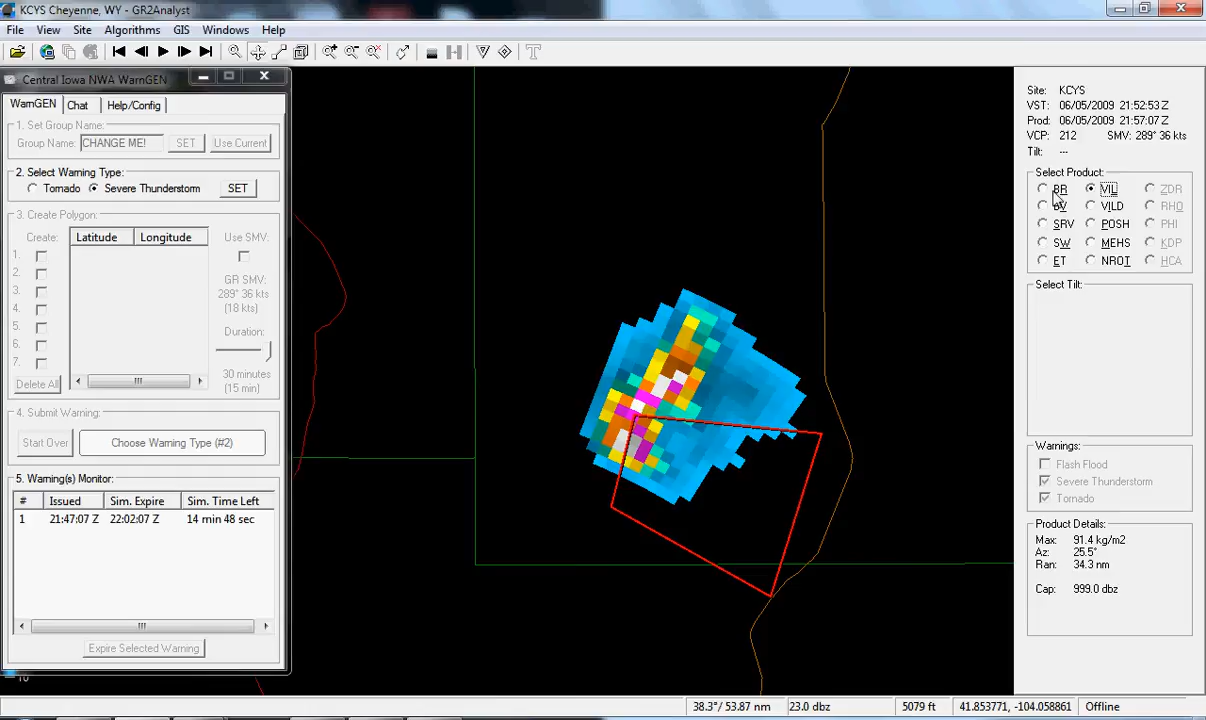 KCYS Cheyenne, WY - GR2Analyst
File View Site Algorithms GIS Windows Help
Central Iowa NWA WarnGEN
WarnGEN Chat Help/Config
1. Set Group Name:
Group Name: CHANGE ME! SET Use Current
2. Select Warning Type:
Tornado Severe Thunderstorm SET
3. Create Polygon:
Create: Latitude Longitude Use SMV:
1.
2.
3.
4.
5.
6.
7.
GR SMV:
289° 36 kts
(18 kts)
Duration:
30 minutes
(15 min)
Delete All
4. Submit Warning:
Start Over Choose Warning Type (#2)
5. Warning(s) Monitor:
# Issued Sim. Expire Sim. Time Left
1 21:47:07 Z 22:02:07 Z 14 min 48 sec
Expire Selected Warning
10
Site: KCYS
VST: 06/05/2009 21:52:53 Z
Prod: 06/05/2009 21:57:07 Z
VCP: 212 SMV: 289° 36 kts
Tilt: ---
Select Product:
BR VIL ZDR
BV VILD RHO
SRV POSH PHI
SW MEHS KDP
ET NROT HCA
Select Tilt:
Warnings:
Flash Flood
Severe Thunderstorm
Tornado
Product Details:
Max: 91.4 kg/m2
Az: 25.5°
Ran: 34.3 nm
Cap: 999.0 dbz
38.3° / 53.87 nm 23.0 dbz 5079 ft 41.853771, -104.058861 Offline